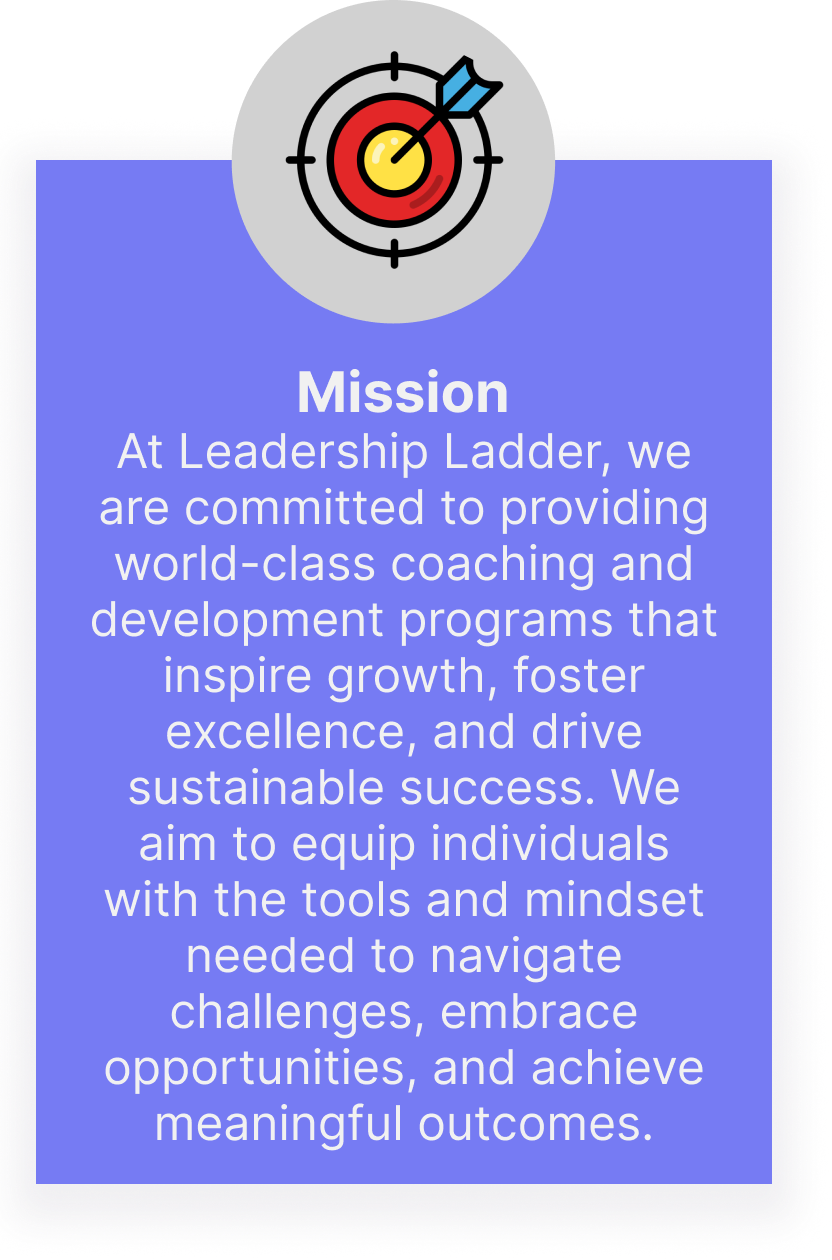 Mission
At Leadership Ladder, we
are committed to providing
world-class coaching and
development programs that
inspire growth, foster
excellence, and drive
sustainable success. We
aim to equip individuals
with the tools and mindset
needed to navigate
challenges, embrace
opportunities, and achieve
meaningful outcomes.